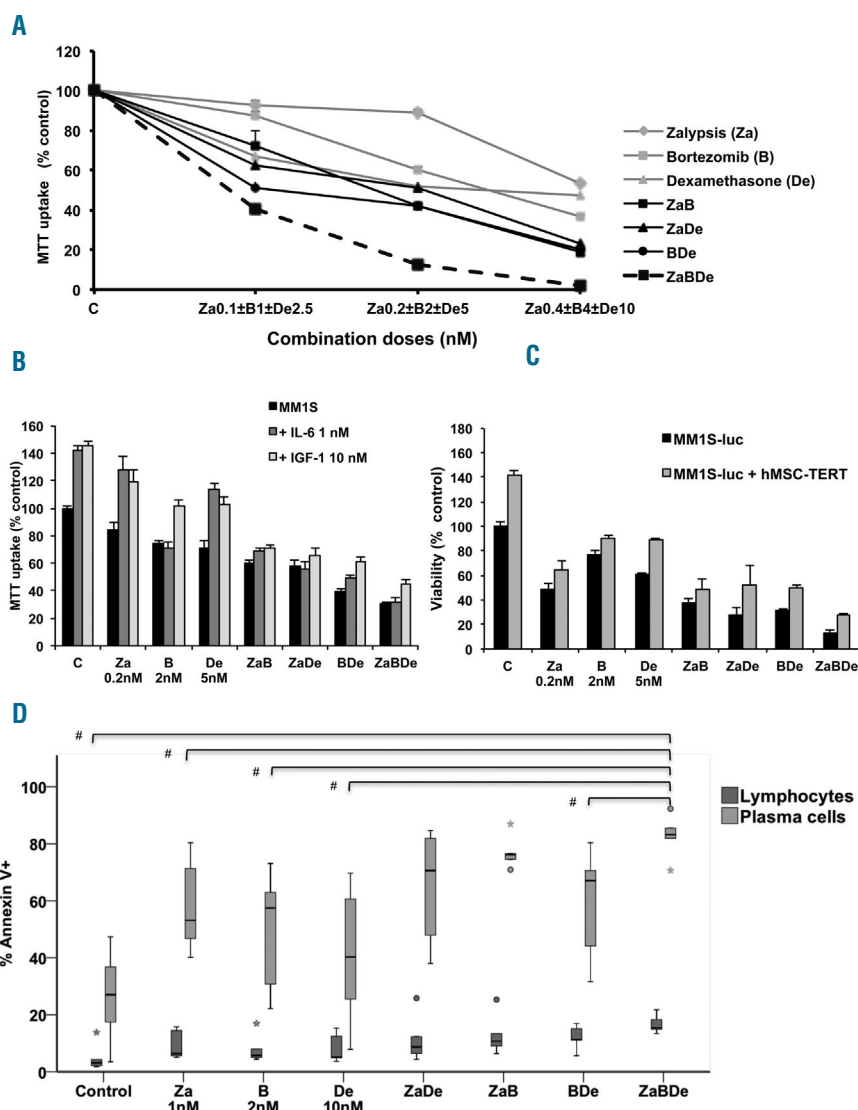 A
120
100
80
60
40
20
0
MTT uptake (% control)
C Za0.1±B1±De2.5 Za0.2±B2±De5 Za0.4±B4±De10
Combination doses (nM)
Zalypsis (Za)
Bortezomib (B)
Dexamethasone (De)
ZaB
ZaDe
BDe
ZaBDe
B
160
140
120
100
80
60
40
20
0
MTT uptake (% control)
MM1S
+ IL-6 1 nM
+ IGF-1 10 nM
C Za B De ZaB ZaDe BDe ZaBDe
0.2nM 2nM 5nM
C
180
160
140
120
100
80
60
40
20
0
Viability (% control)
MM1S-luc
MM1S-luc + hMSC-TERT
C Za B De ZaB ZaDe BDe ZaBDe
0.2nM 2nM 5nM
D
#
#
#
#
#
100
80
60
40
20
0
% Annexin V+
Lymphocytes
Plasma cells
Control Za B De ZaDe ZaB BDe ZaBDe
1nM 2nM 10nM